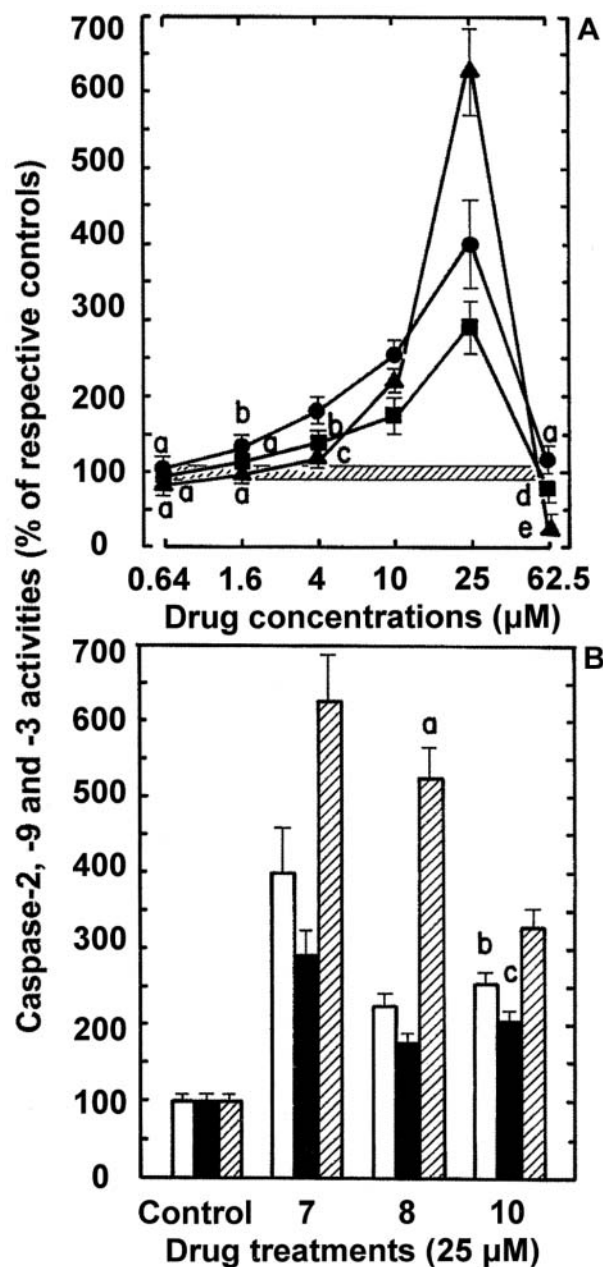 Caspase-2, -9 and -3 activities (% of respective controls)
A
700
600
500
400
300
200
100
0
a
b
a
b
c
a
a
a
a
d
e
0.64 1.6 4 10 25 62.5
Drug concentrations (µM)
B
700
600
500
400
300
200
100
0
a
b
c
Control 7 8 10
Drug treatments (25 µM)